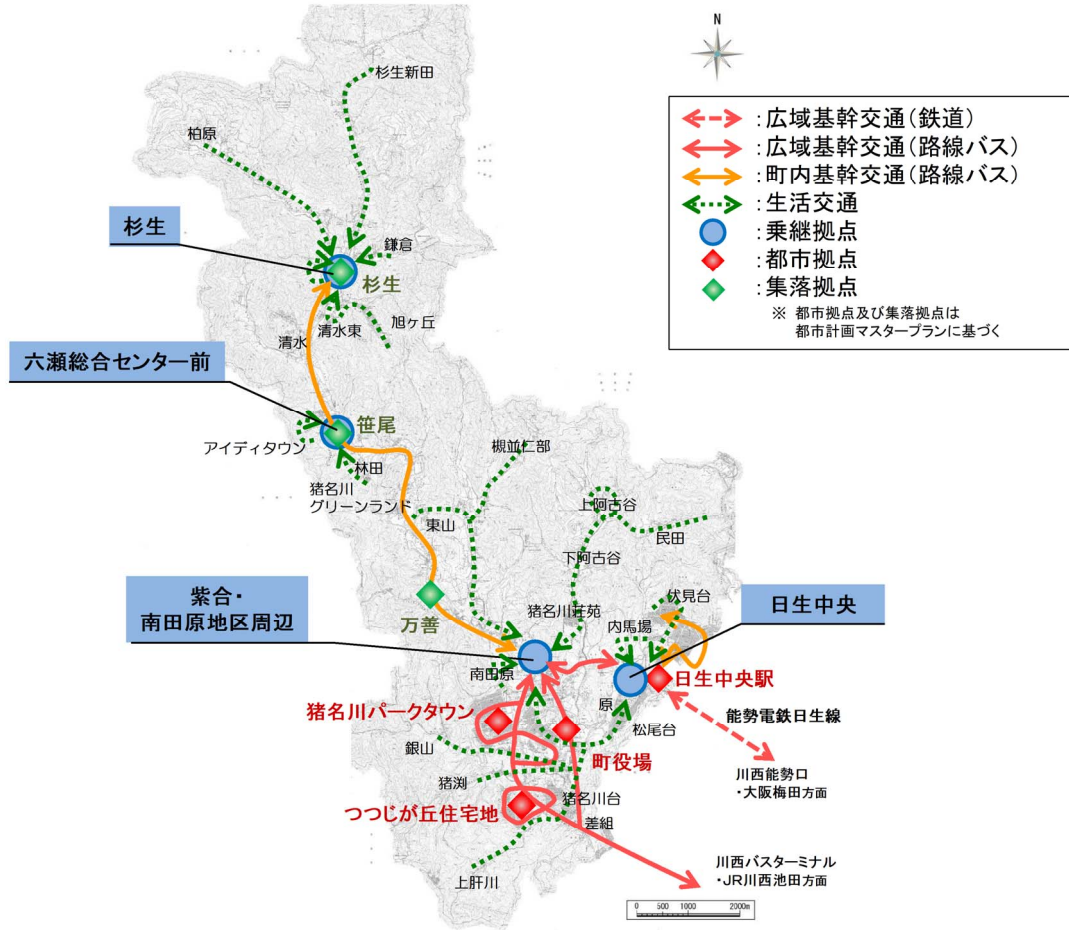 N
:広域基幹交通(鉄道)
:広域基幹交通(路線バス)
:町内基幹交通(路線バス)
:生活交通
:乗継拠点
:都市拠点
:集落拠点
※ 都市拠点及び集落拠点は
都市計画マスタープランに基づく
杉生新田
柏原
杉生
鎌倉
杉生
旭ヶ丘
清水東
清水
六瀬総合センター前
笹尾
アイディタウン
林田
猪名川
グリーンランド
槻並仁部
東山
上阿古谷
民田
下阿古谷
紫合・
南田原地区周辺
万善
猪名川荘苑
伏見台
内馬場
日生中央
南田原
日生中央駅
原
猪名川パークタウン
松尾台
能勢電鉄日生線
銀山
町役場
猪渕
川西能勢口
・大阪梅田方面
つつじが丘住宅地
猪名川台
差組
上肝川
川西バスターミナル
・JR川西池田方面
0 500 1000 2000m